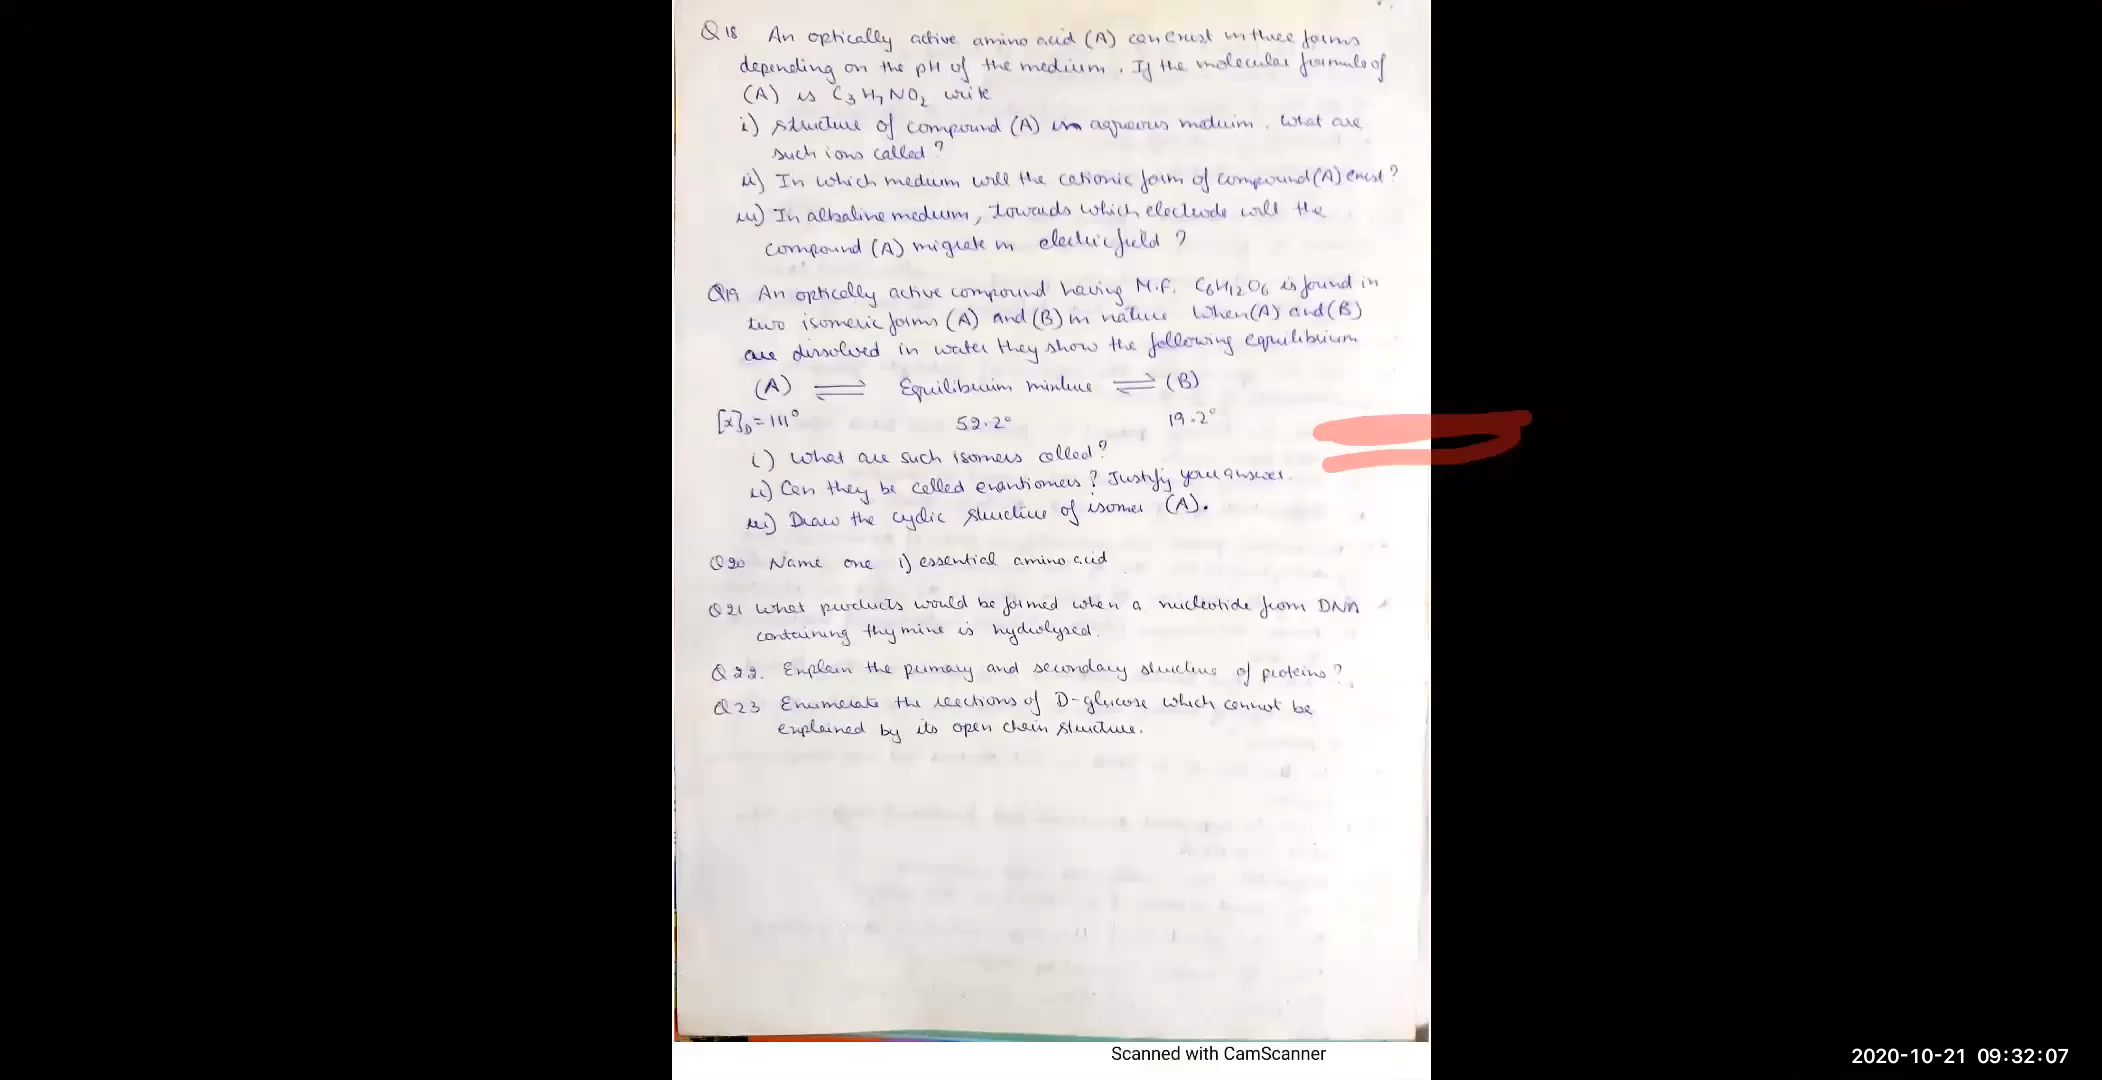 Q18 An optically active amino acid (A) can exist in three forms
depending on the pH of the medium. If the molecular formula of
(A) is C3H7NO2 write
i) structure of compound (A) in aqueous medium. What are
such ions called?
ii) In which medium will the cationic form of compound (A) exist?
iii) In alkaline medium, towards which electrode will the
compound (A) migrate in electric field?
Q19 An optically active compound having M.F. C6H12O6 is found in
two isomeric forms (A) and (B) in nature. When (A) and (B)
are dissolved in water they show the following equilibrium
(A) ⇌ Equilibrium mixture ⇌ (B)
[α]D = 111° 52.2° 19.2°
i) What are such isomers called?
ii) Can they be called enantiomers? Justify your answer.
iii) Draw the cyclic structure of isomer (A).
Q20 Name one i) essential amino acid
Q21 What products would be formed when a nucleotide from DNA
containing thymine is hydrolysed.
Q22. Explain the primary and secondary structure of proteins?
Q23 Enumerate the reactions of D-glucose which cannot be
explained by its open chain structure.
Scanned with CamScanner
2020-10-21 09:32:07